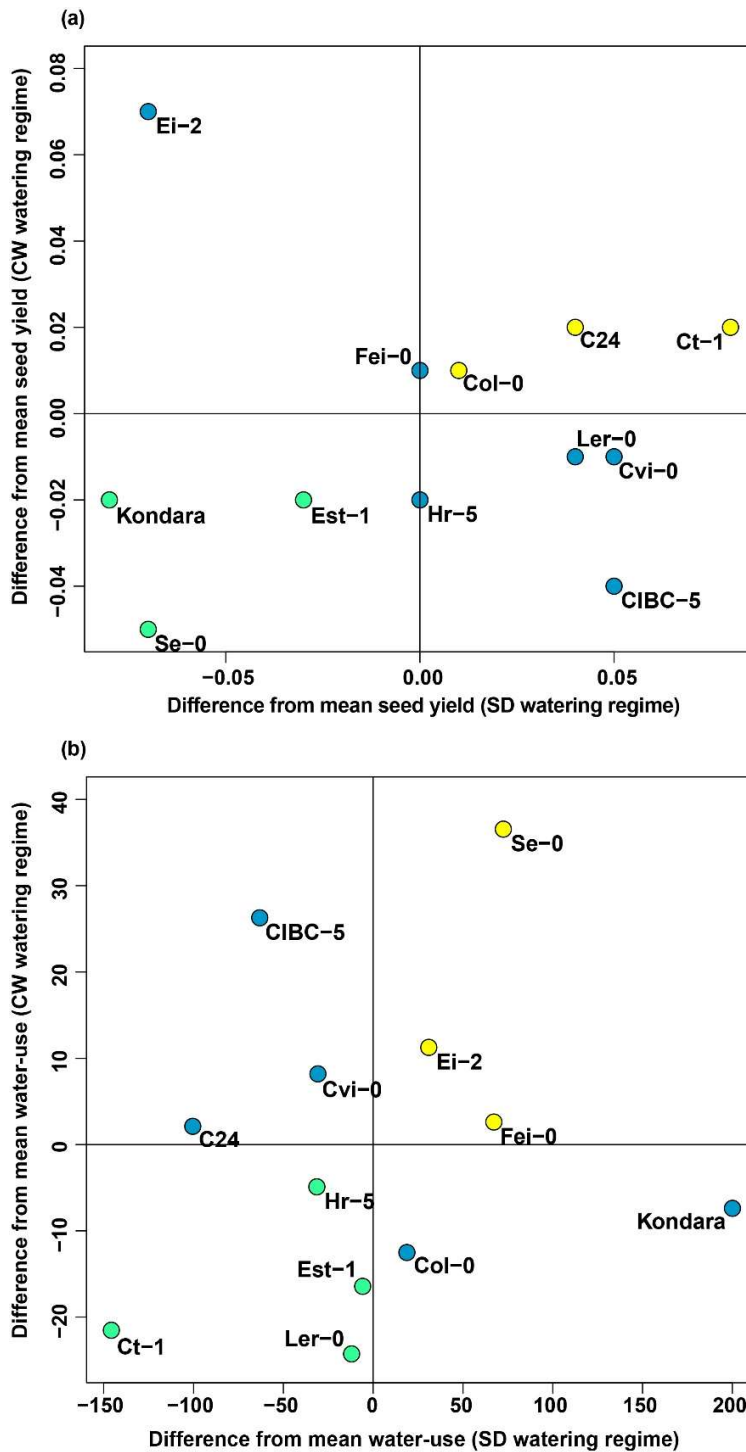 (a)
Difference from mean seed yield (CW watering regime)
0.08
0.06
0.04
0.02
0.00
−0.02
−0.04
Ei−2
Fei−0
Col−0
C24
Ct−1
Ler−0
Cvi−0
Kondara
Est−1
Hr−5
CIBC−5
Se−0
−0.05
0.00
0.05
Difference from mean seed yield (SD watering regime)
(b)
Difference from mean water−use (CW watering regime)
40
30
20
10
0
−10
−20
Se−0
CIBC−5
Ei−2
Cvi−0
C24
Fei−0
Hr−5
Kondara
Est−1
Col−0
Ct−1
Ler−0
−150
−100
−50
0
50
100
150
200
Difference from mean water−use (SD watering regime)